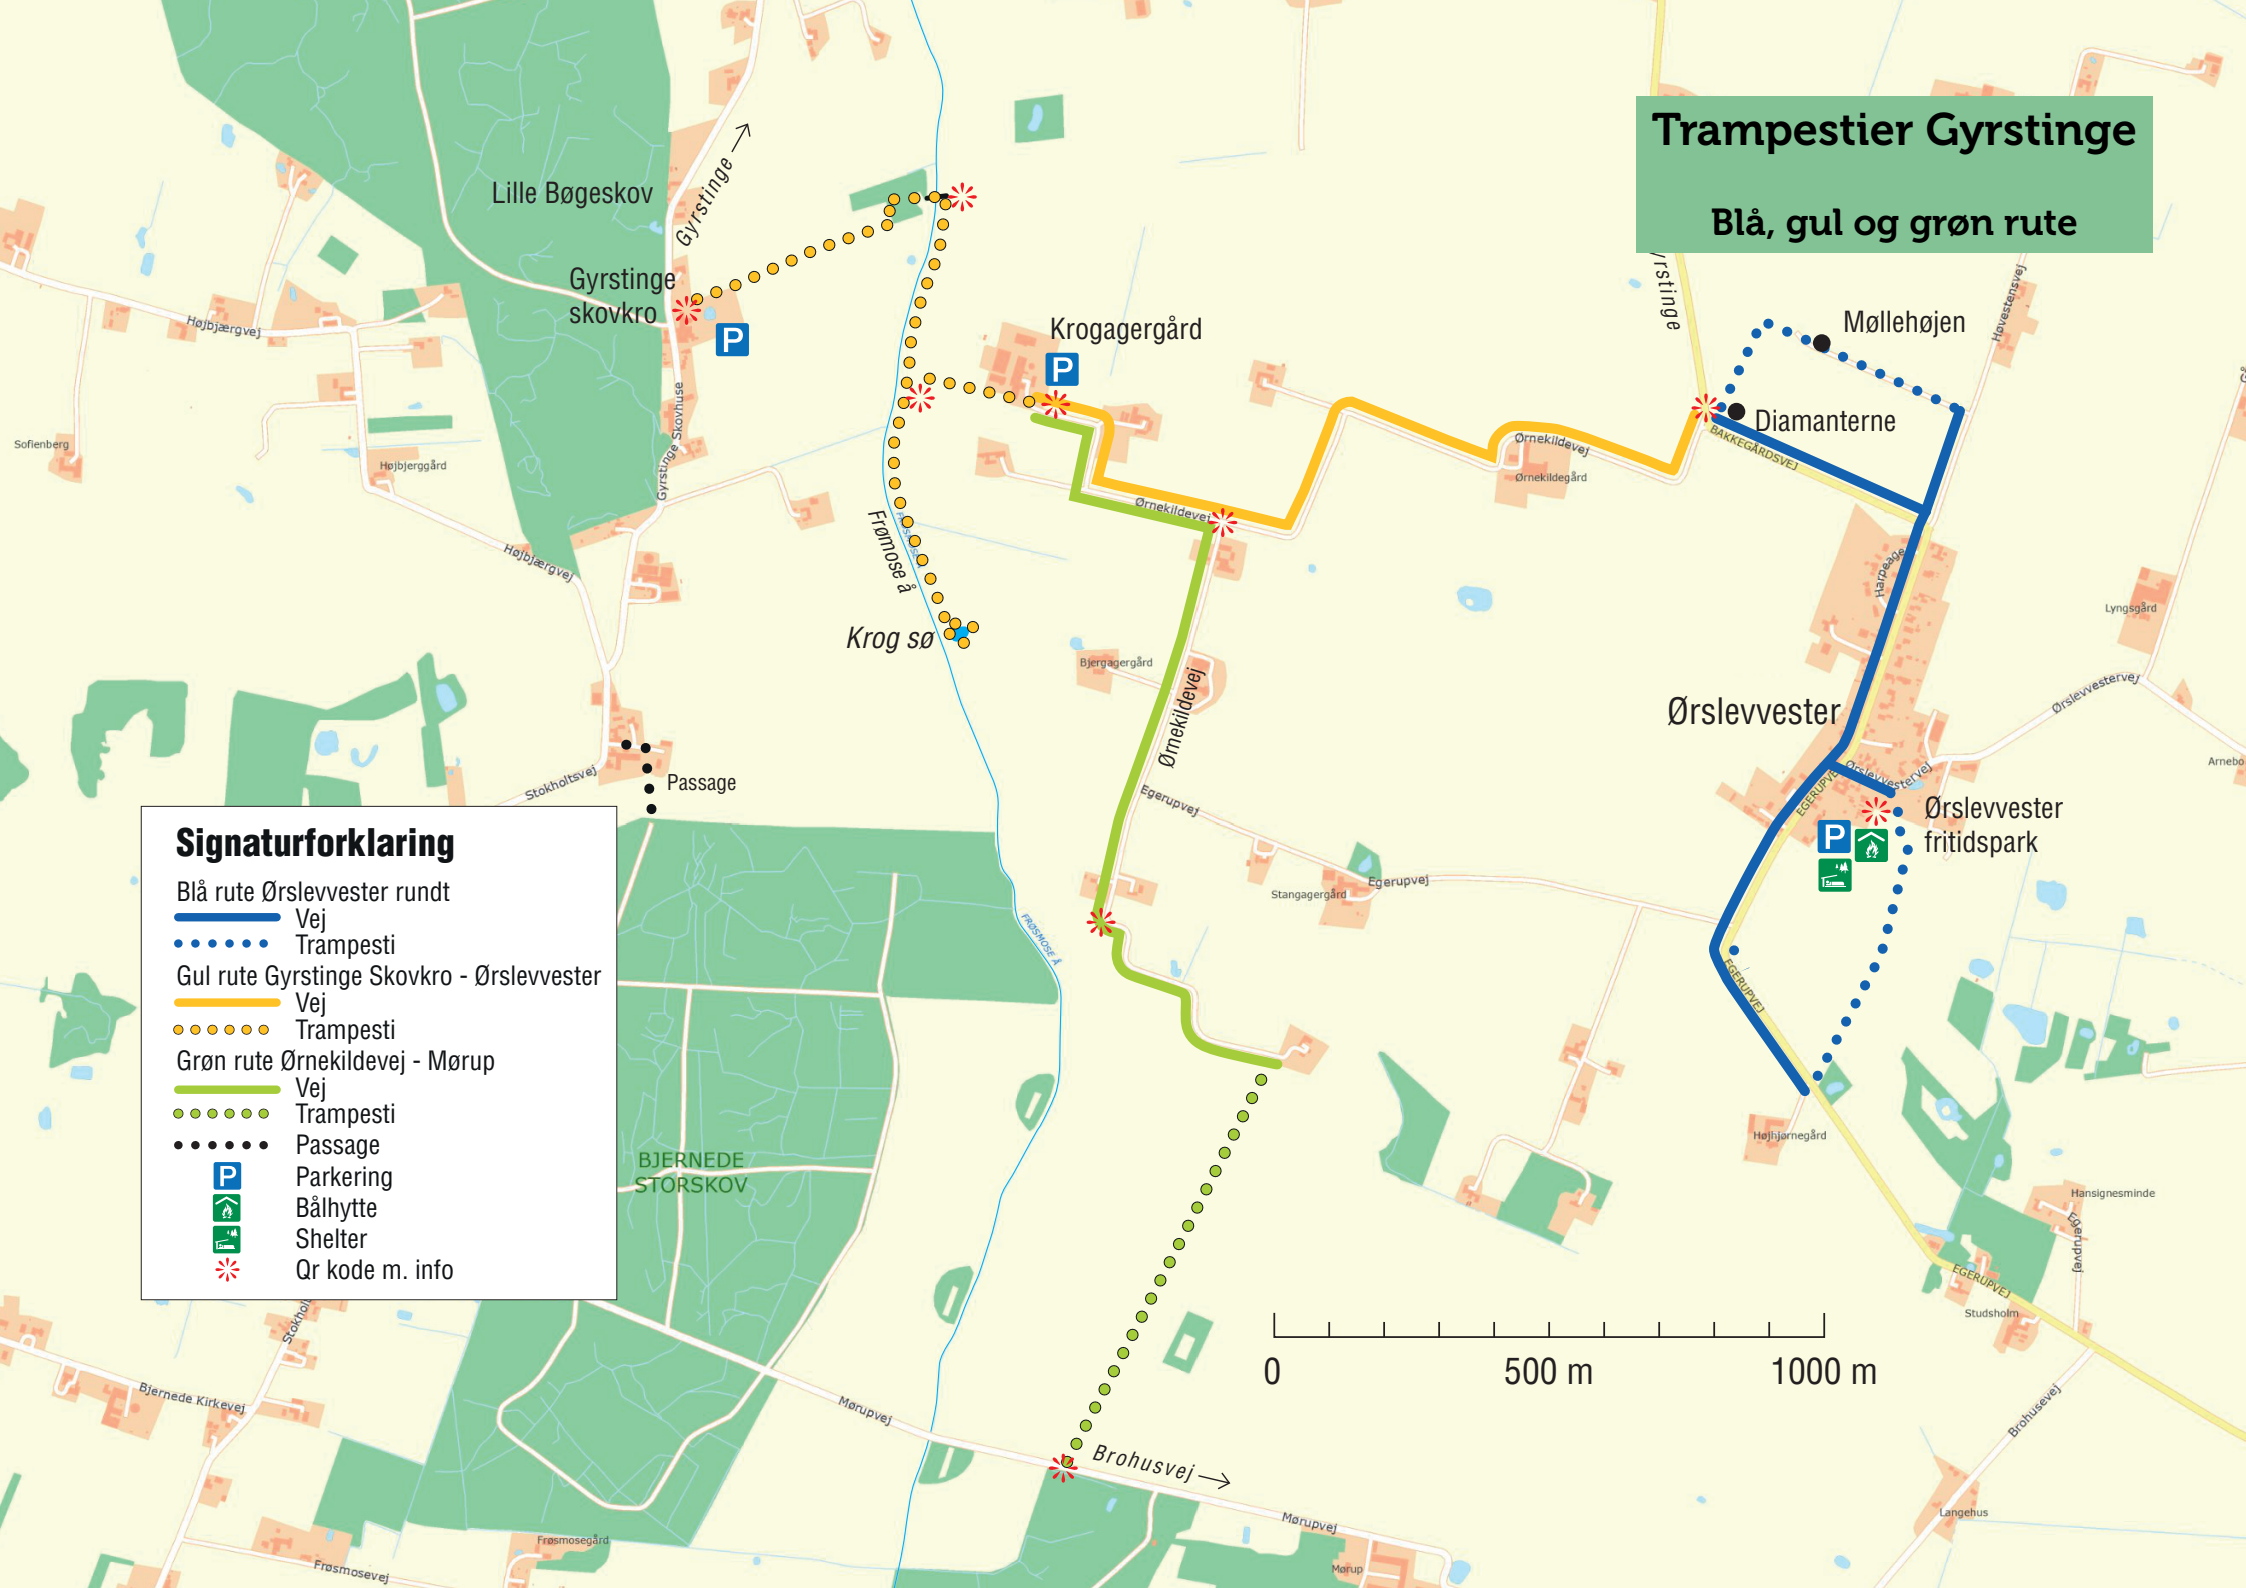 Trampestier Gyrstinge
Blå, gul og grøn rute
Lille Bøgeskov
Gyrstinge
Gyrstinge
skovkro
P
Højbjærgvej
Gyrstinge Skovhuse
Sofienberg
Højbjerggård
Højbjærgvej
Krogagergård
P
yrstinge
Høvestensvej
Møllehøjen
Diamanterne
BAKKEGÅRDSVEJ
Ørnekildevej
Ørnekildegård
Ørnekildevej
Frømose å
Krog sø
Harpeage
Lyngsgård
Bjergagergård
Ørnekildevej
Ørslevvester
Ørslevvestervej
Ørslevvestervej
Arnebo
EGERUPVEJ
Stokholtsvej
Passage
Egerupvej
Ørslevvester
fritidspark
P
Stangagergård
Egerupvej
FRØSMOSE Å
EGERUPVEJ
Signaturforklaring
Blå rute Ørslevvester rundt
Vej
Trampesti
Gul rute Gyrstinge Skovkro - Ørslevvester
Vej
Trampesti
Grøn rute Ørnekildevej - Mørup
Vej
Trampesti
Passage
P Parkering
Bålhytte
Shelter
Qr kode m. info
BJERNEDE
STORSKOV
Højhjørnegård
Hansignesminde
Egerupvej
EGERUPVEJ
Studsholm
0 500 m 1000 m
Bjernede Kirkevej
Mørupvej
Brohusvej
Brohusevej
Mørupvej
Langehus
Frøsmosegård
Frøsmosevej
Mørup